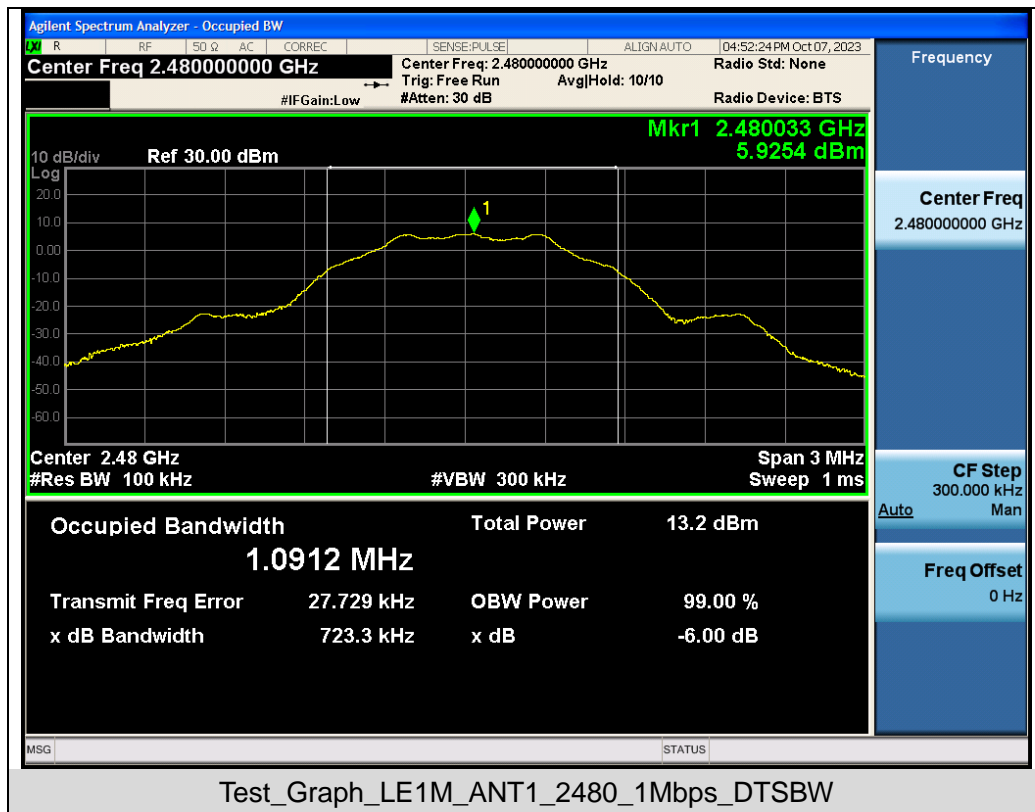 Agilent Spectrum Analyzer - Occupied BW
LXI R RF 50 Ω AC CORREC SENSE:PULSE ALIGN AUTO 04:52:24 PM Oct 07, 2023
Center Freq 2.480000000 GHz
Center Freq: 2.480000000 GHz
Radio Std: None
Trig: Free Run Avg|Hold: 10/10
#IFGain:Low #Atten: 30 dB Radio Device: BTS
Mkr1 2.480033 GHz
5.9254 dBm
10 dB/div Ref 30.00 dBm
Log
20.0
1
10.0
0.00
-10.0
-20.0
-30.0
-40.0
-50.0
-60.0
Center 2.48 GHz Span 3 MHz
#Res BW 100 kHz #VBW 300 kHz Sweep 1 ms
Occupied Bandwidth Total Power 13.2 dBm
1.0912 MHz
Transmit Freq Error 27.729 kHz OBW Power 99.00 %
x dB Bandwidth 723.3 kHz x dB -6.00 dB
MSG STATUS
Frequency
Center Freq
2.480000000 GHz
CF Step
300.000 kHz
Auto Man
Freq Offset
0 Hz
Test_Graph_LE1M_ANT1_2480_1Mbps_DTSBW